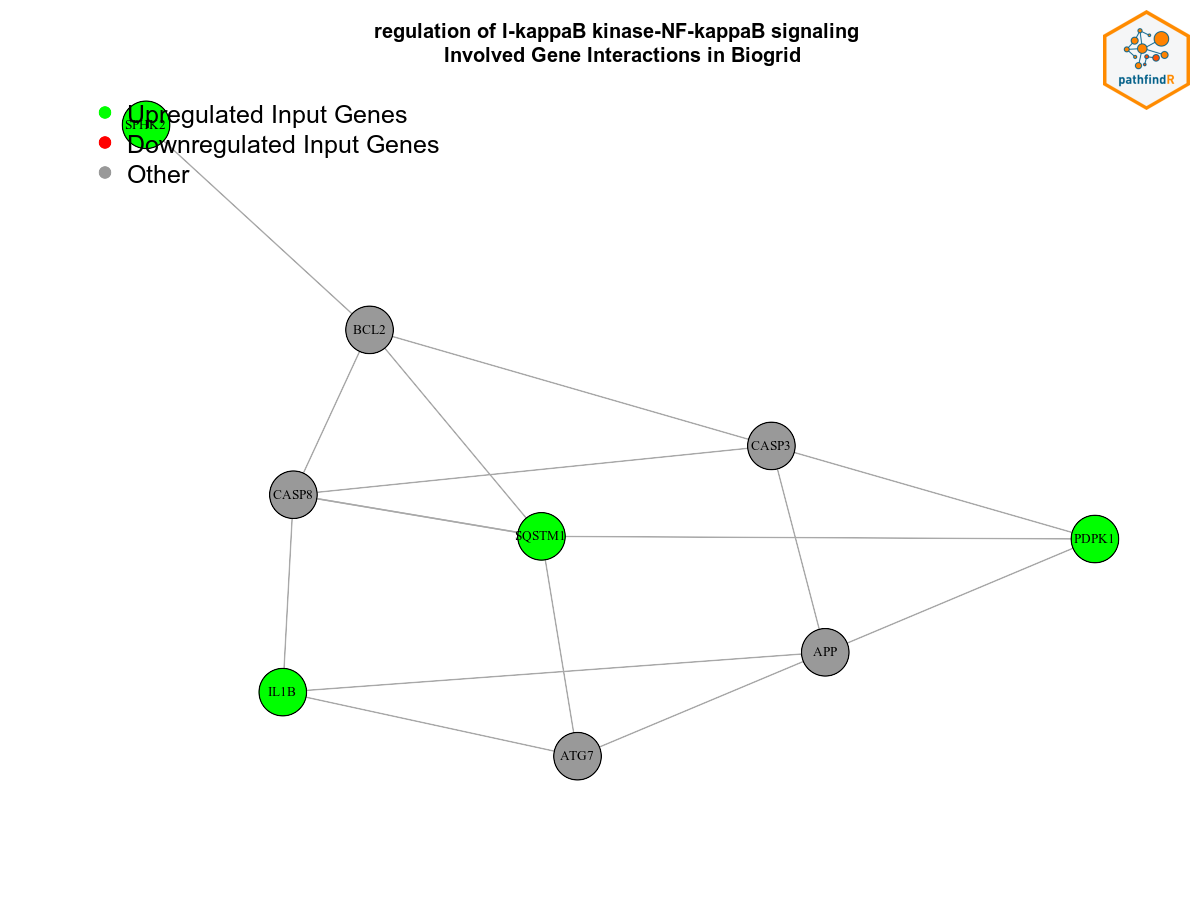 regulation of I-kappaB kinase-NF-kappaB signaling
Involved Gene Interactions in Biogrid
pathfindR
Upregulated Input Genes
SPHK2
Downregulated Input Genes
Other
BCL2
CASP3
CASP8
SQSTM1
PDPK1
APP
IL1B
ATG7